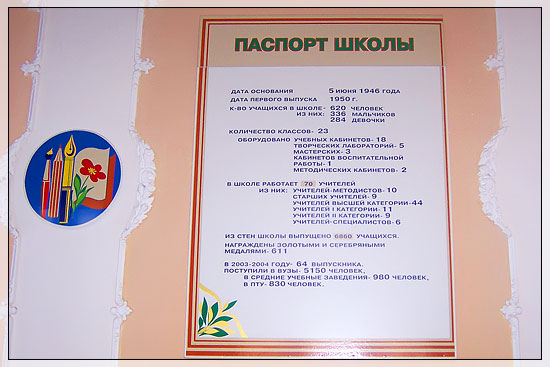 ПАСПОРТ ШКОЛЫ
ДАТА ОСНОВАНИЯ 5 ИЮНЯ 1946 ГОДА
ДАТА ПЕРВОГО ВЫПУСКА 1950 Г.
К-ВО УЧАЩИХСЯ В ШКОЛЕ- 620 ЧЕЛОВЕК
ИЗ НИХ: 336 МАЛЬЧИКОВ
284 ДЕВОЧКИ
КОЛИЧЕСТВО КЛАССОВ- 23
ОБОРУДОВАНО УЧЕБНЫХ КАБИНЕТОВ- 18
ТВОРЧЕСКИХ ЛАБОРАТОРИЙ- 5
МАСТЕРСКИХ- 3
КАБИНЕТОВ ВОСПИТАТЕЛЬНОЙ
РАБОТЫ- 1
МЕТОДИЧЕСКИХ КАБИНЕТОВ- 2
В ШКОЛЕ РАБОТАЕТ 70 УЧИТЕЛЕЙ
ИЗ НИХ: УЧИТЕЛЕЙ-МЕТОДИСТОВ- 10
СТАРШИХ УЧИТЕЛЕЙ- 9
УЧИТЕЛЕЙ ВЫСШЕЙ КАТЕГОРИИ- 44
УЧИТЕЛЕЙ I КАТЕГОРИИ- 11
УЧИТЕЛЕЙ II КАТЕГОРИИ- 9
УЧИТЕЛЕЙ-СПЕЦИАЛИСТОВ- 6
ИЗ СТЕН ШКОЛЫ ВЫПУЩЕНО 6860 УЧАЩИХСЯ.
НАГРАЖДЕНЫ ЗОЛОТЫМИ И СЕРЕБРЯНЫМИ
МЕДАЛЯМИ- 611
В 2003-2004 ГОДУ- 64 ВЫПУСКНИКА.
ПОСТУПИЛИ В ВУЗЫ- 5150 ЧЕЛОВЕК,
В СРЕДНИЕ УЧЕБНЫЕ ЗАВЕДЕНИЯ- 980 ЧЕЛОВЕК,
В ПТУ- 830 ЧЕЛОВЕК.